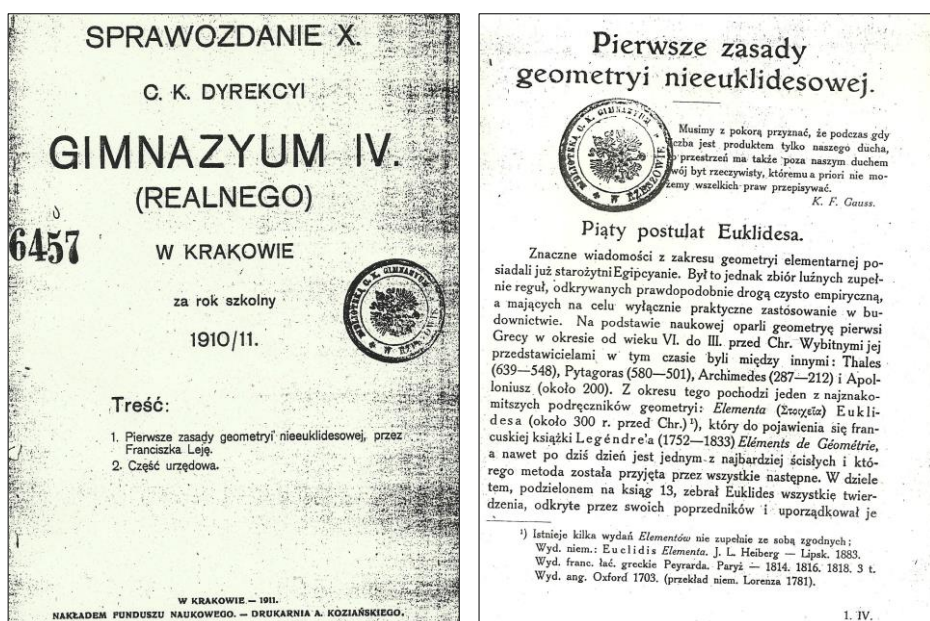 SPRAWOZDANIE X.
C. K. DYREKCYI
GIMNAZYUM IV.
(REALNEGO)
6457
W KRAKOWIE
za rok szkolny
1910/11.
BIBLIOTEKA C. K. GIMNAZYUM
W RZESZOWIE
Treść:
1. Pierwsze zasady geometryi nieeuklidesowej, przez
Franciszka Leję.
2. Część urzędowa.
W KRAKOWIE — 1911.
NAKŁADEM FUNDUSZU NAUKOWEGO. — DRUKARNIA A. KOZIAŃSKIEGO.
Pierwsze zasady
geometryi nieeuklidesowej.
BIBLIOTEKA C. K. GIMNAZYUM
W RZESZOWIE
Musimy z pokorą przyznać, że podczas gdy
czba jest produktem tylko naszego ducha,
o przestrzeń ma także poza naszym duchem
wój byt rzeczywisty, któremu a priori nie mo-
żemy wszelkich praw przepisywać.
K. F. Gauss.
Piąty postulat Euklidesa.
Znaczne wiadomości z zakresu geometryi elementarnej po-
siadali już starożytni Egipcyanie. Był to jednak zbiór luźnych zupeł-
nie reguł, odkrywanych prawdopodobnie drogą czysto empiryczną,
a mających na celu wyłącznie praktyczne zastósowanie w bu-
downictwie. Na podstawie naukowej oparli geometryę pierwsi
Grecy w okresie od wieku VI. do III. przed Chr. Wybitnymi jej
przedstawicielami w tym czasie byli między innymi: Thales
(639—548), Pytagoras (580—501), Archimedes (287—212) i Apol-
loniusz (około 200). Z okresu tego pochodzi jeden z najznako-
mitszych podręczników geometryi: Elementa (Στοιχεῖα) Eukli-
desa (około 300 r. przed Chr.) ¹), który do pojawienia się fran-
cuskiej książki Legéndre'a (1752—1833) Eléments de Géométrie,
a nawet po dziś dzień jest jednym z najbardziej ścisłych i któ-
rego metoda została przyjęta przez wszystkie następne. W dziele
tem, podzielonem na ksiąg 13, zebrał Euklides wszystkie twier-
dzenia, odkryte przez swoich poprzedników i uporządkował je
¹) Istnieje kilka wydań Elementów nie zupełnie ze sobą zgodnych;
Wyd. niem.: Euclidis Elementa. J. L. Heiberg — Lipsk. 1883.
Wyd. franc. łać. greckie Peyrarda. Paryż — 1814. 1816. 1818. 3 t.
Wyd. ang. Oxford 1703. (przekład niem. Lorenza 1781).
1. IV.